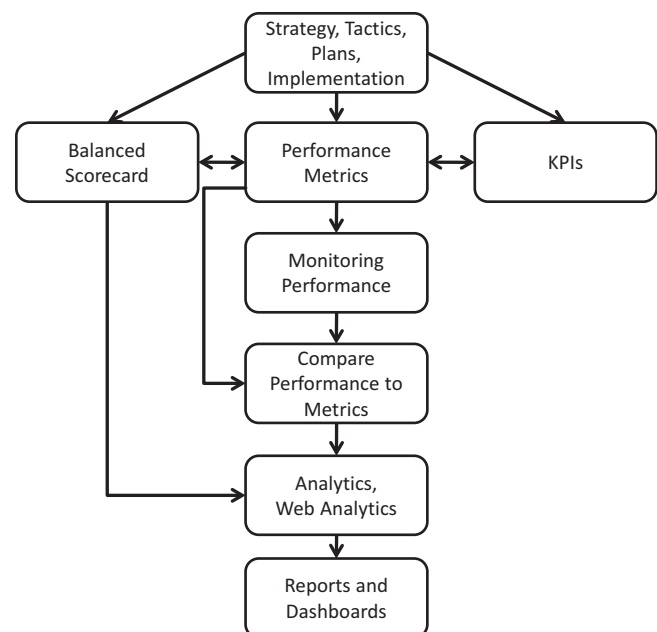 Strategy, Tactics,
Plans,
Implementation
Balanced
Scorecard
Performance
Metrics
KPIs
Monitoring
Performance
Compare
Performance to
Metrics
Analytics,
Web Analytics
Reports and
Dashboards